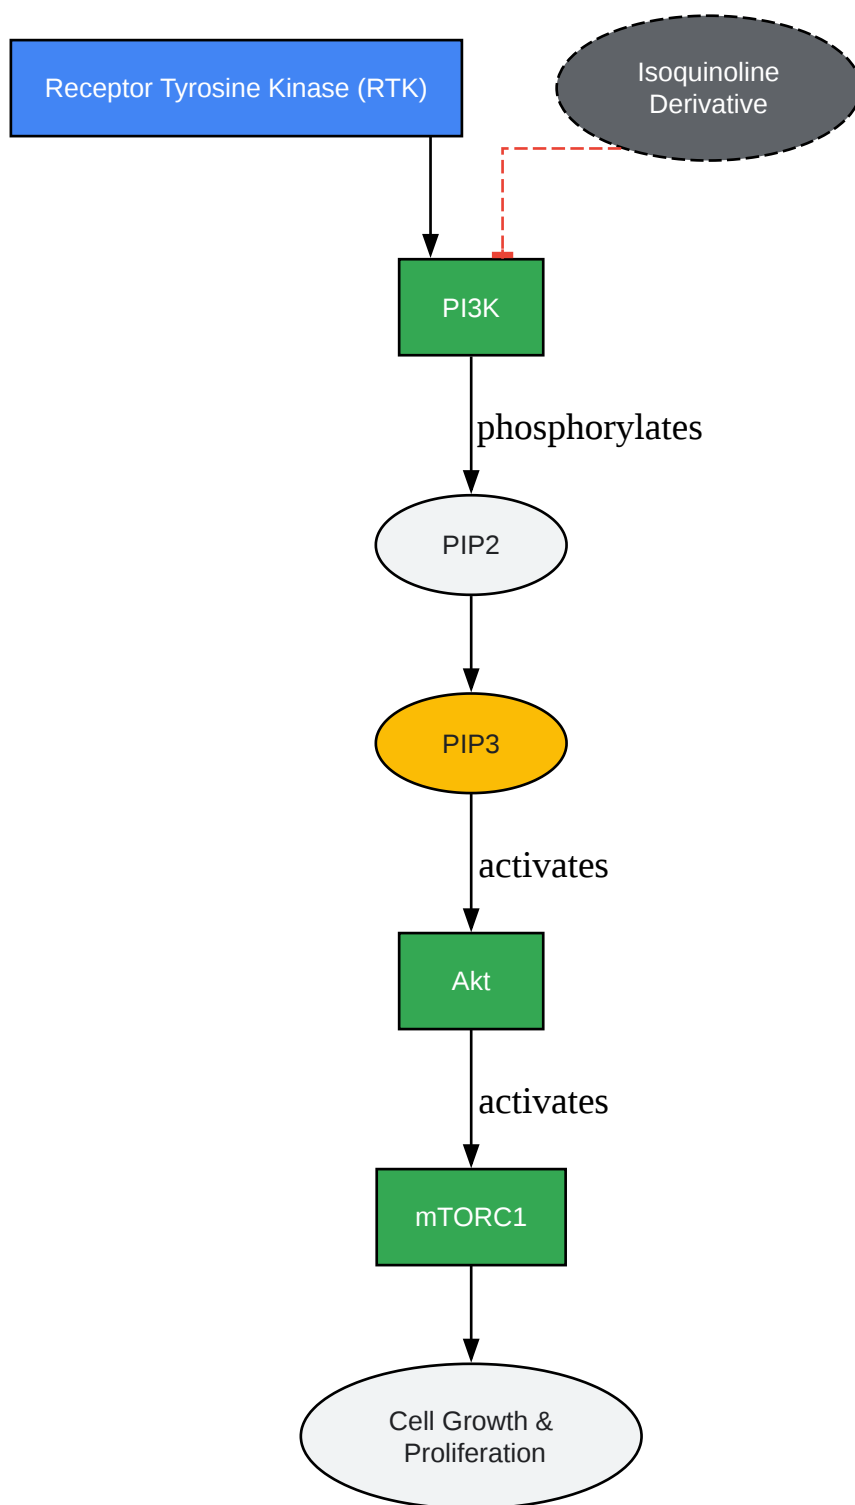 Receptor Tyrosine Kinase (RTK)
Isoquinoline
Derivative
PI3K
phosphorylates
PIP2
PIP3
activates
Akt
activates
mTORC1
Cell Growth &
Proliferation